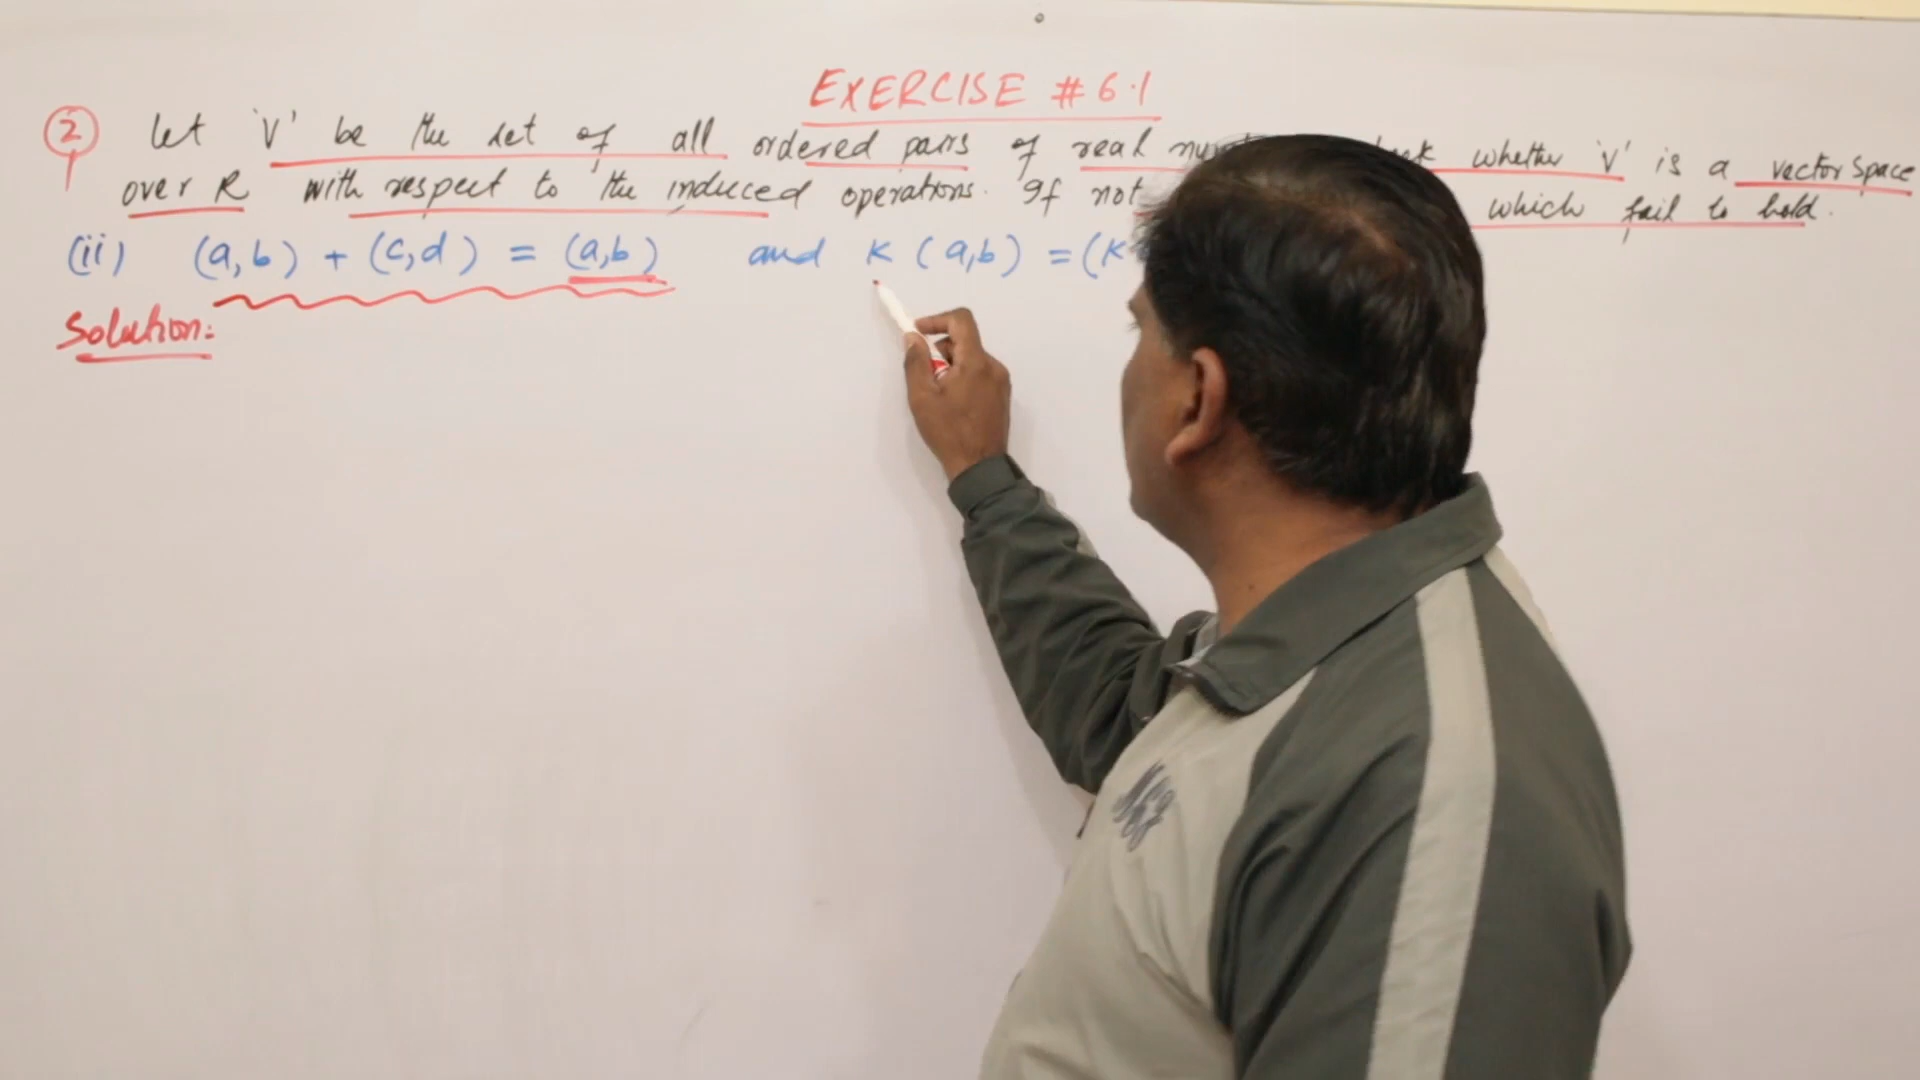 EXERCISE # 6.1
2 let 'V' be the set of all ordered pairs of real whether 'V' is a vector space
over R with respect to the induced operations. If not which fail to hold.
(ii) (a,b) + (c,d) = (a,b) and K (a,b) = (K
Solution: